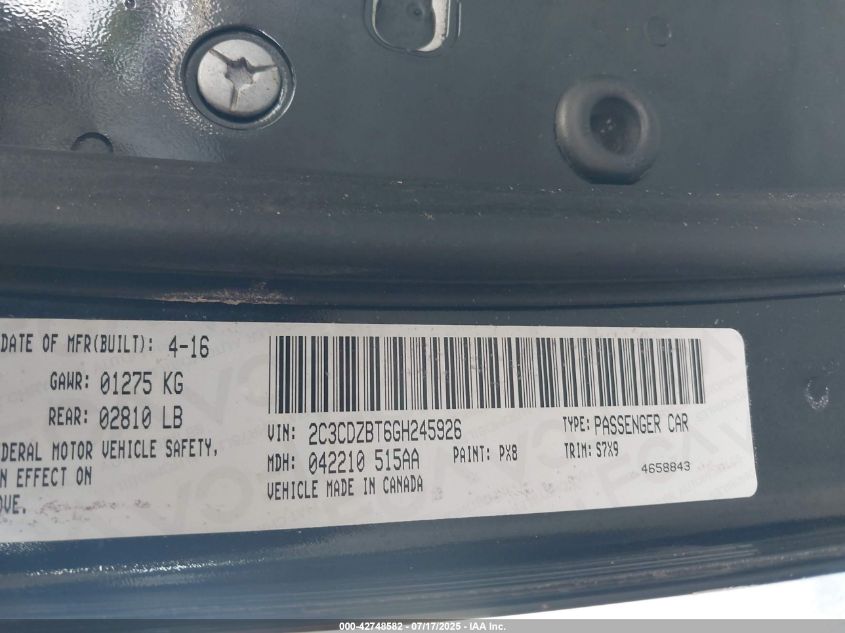 DATE OF MFR(BUILT): 4-16
GAWR: 01275 KG
REAR: 02810 LB
MOTOR VEHICLE SAFETY,
EFFECT ON
VIN: 2C3CDZBT6GH245926
TYPE: PASSENGER CAR
MDH: 042210 515AA
PAINT: PX8
TRIM: S7X9
VEHICLE MADE IN CANADA
4658843
000-42748582 - 07/17/2025 - © IAA Inc.